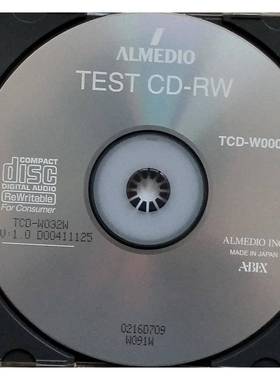 ALMEDIO
TEST CD-RW
TCD-W000
COMPACT
disc
DIGITAL AUDIO
ReWritable
For Consumer
TCD-W032W
V:1.0 D00411125
ALMEDIO INC
MADE IN JAPAN
ABEX
0216D709
W091W